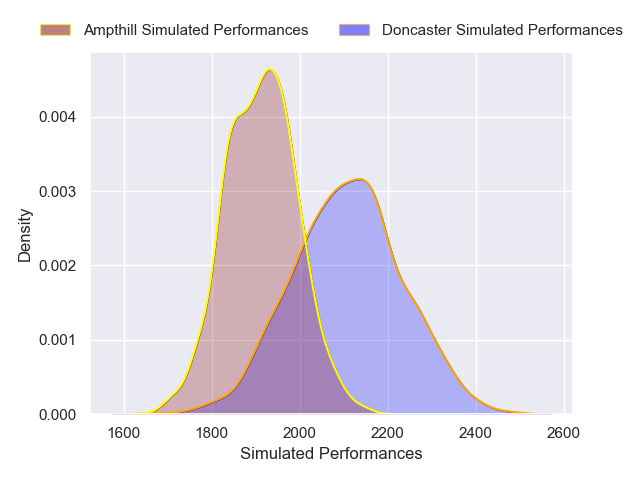 Ampthill Simulated Performances Doncaster Simulated Performances
0.004
0.003
0.002
0.001
0.000
Density
1600 1800 2000 2200 2400 2600
Simulated Performances